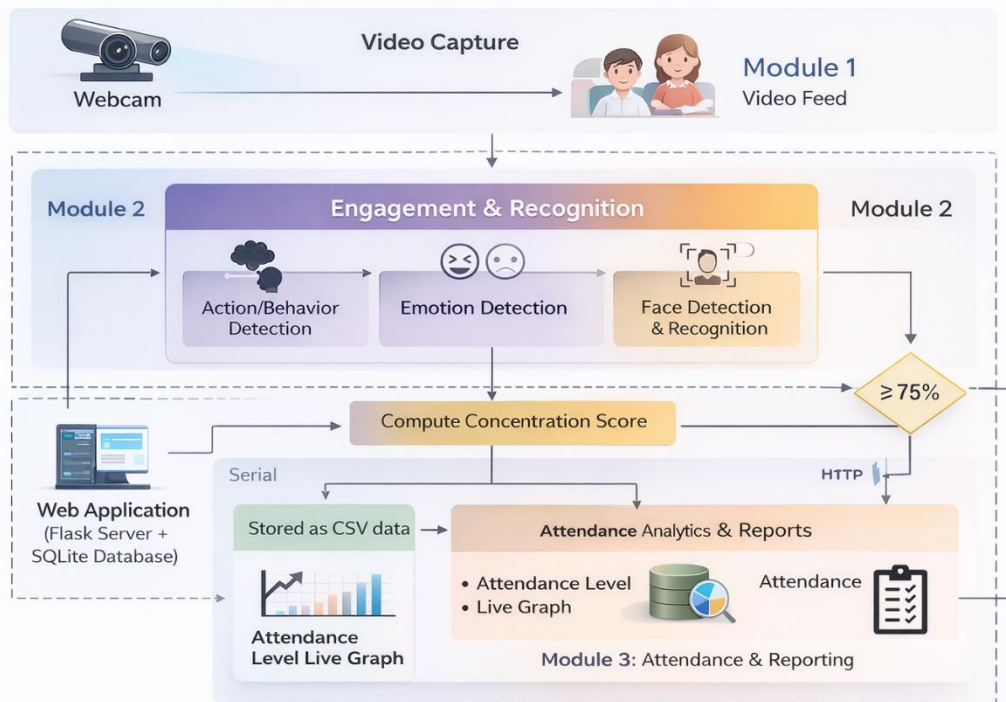 Video Capture
Webcam
Module 1
Video Feed
Module 2
Engagement & Recognition
Module 2
Action/Behavior
Detection
Emotion Detection
Face Detection
& Recognition
≥ 75%
Compute Concentration Score
Web Application
(Flask Server +
SQLite Database)
Serial
HTTP
Stored as CSV data
Attendance Analytics & Reports
• Attendance Level
• Live Graph
Attendance
Attendance
Level Live Graph
Module 3: Attendance & Reporting